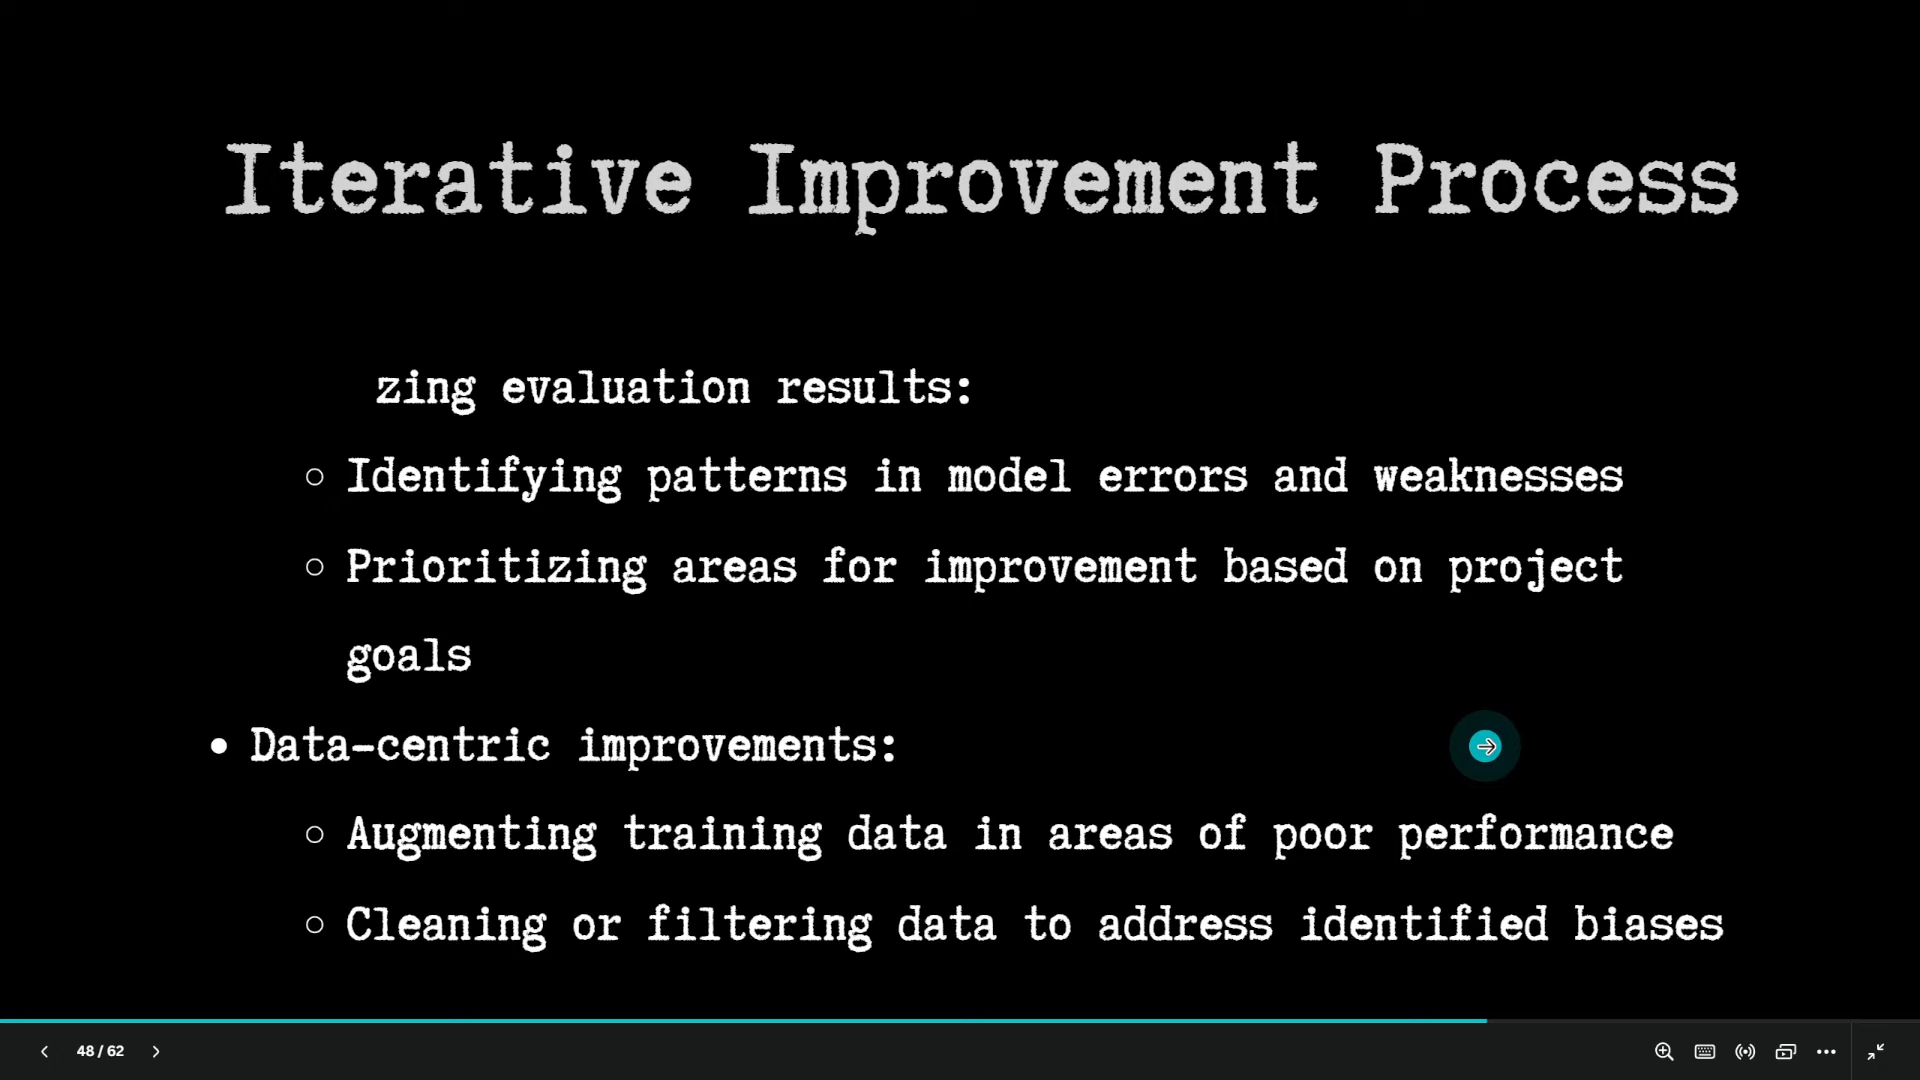 Iterative Improvement Process
zing evaluation results:
○ Identifying patterns in model errors and weaknesses
○ Prioritizing areas for improvement based on project
goals
• Data-centric improvements:
○ Augmenting training data in areas of poor performance
○ Cleaning or filtering data to address identified biases
48 / 62